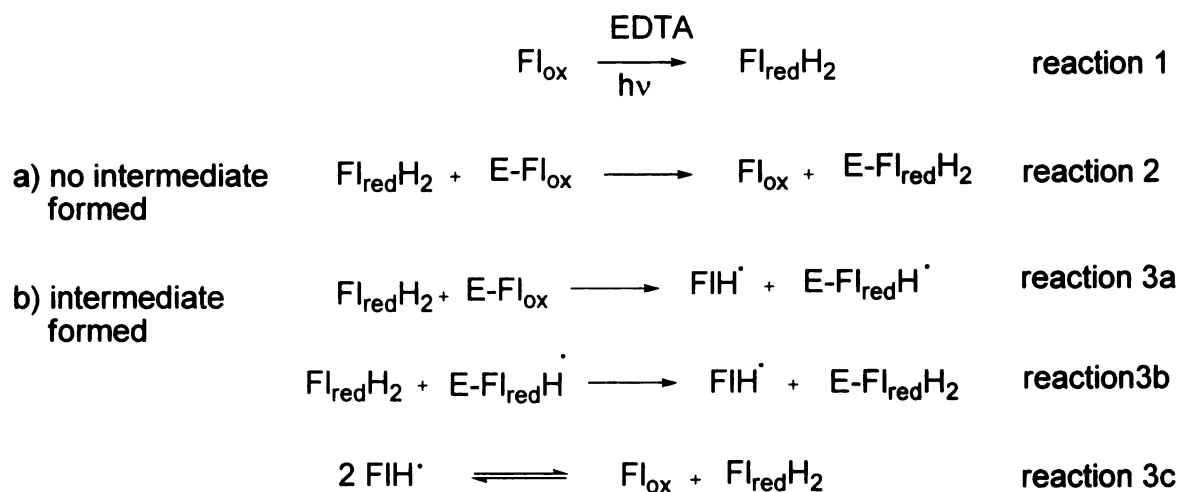 EDTA
Fl_ox → Fl_redH_2 reaction 1
hν
a) no intermediate formed Fl_redH_2 + E-Fl_ox → Fl_ox + E-Fl_redH_2 reaction 2
b) intermediate formed Fl_redH_2 + E-Fl_ox → FlH˙ + E-Fl_redH˙ reaction 3a
Fl_redH_2 + E-Fl_redH˙ → FlH˙ + E-Fl_redH_2 reaction3b
2 FlH˙ ⇌ Fl_ox + Fl_redH_2 reaction 3c